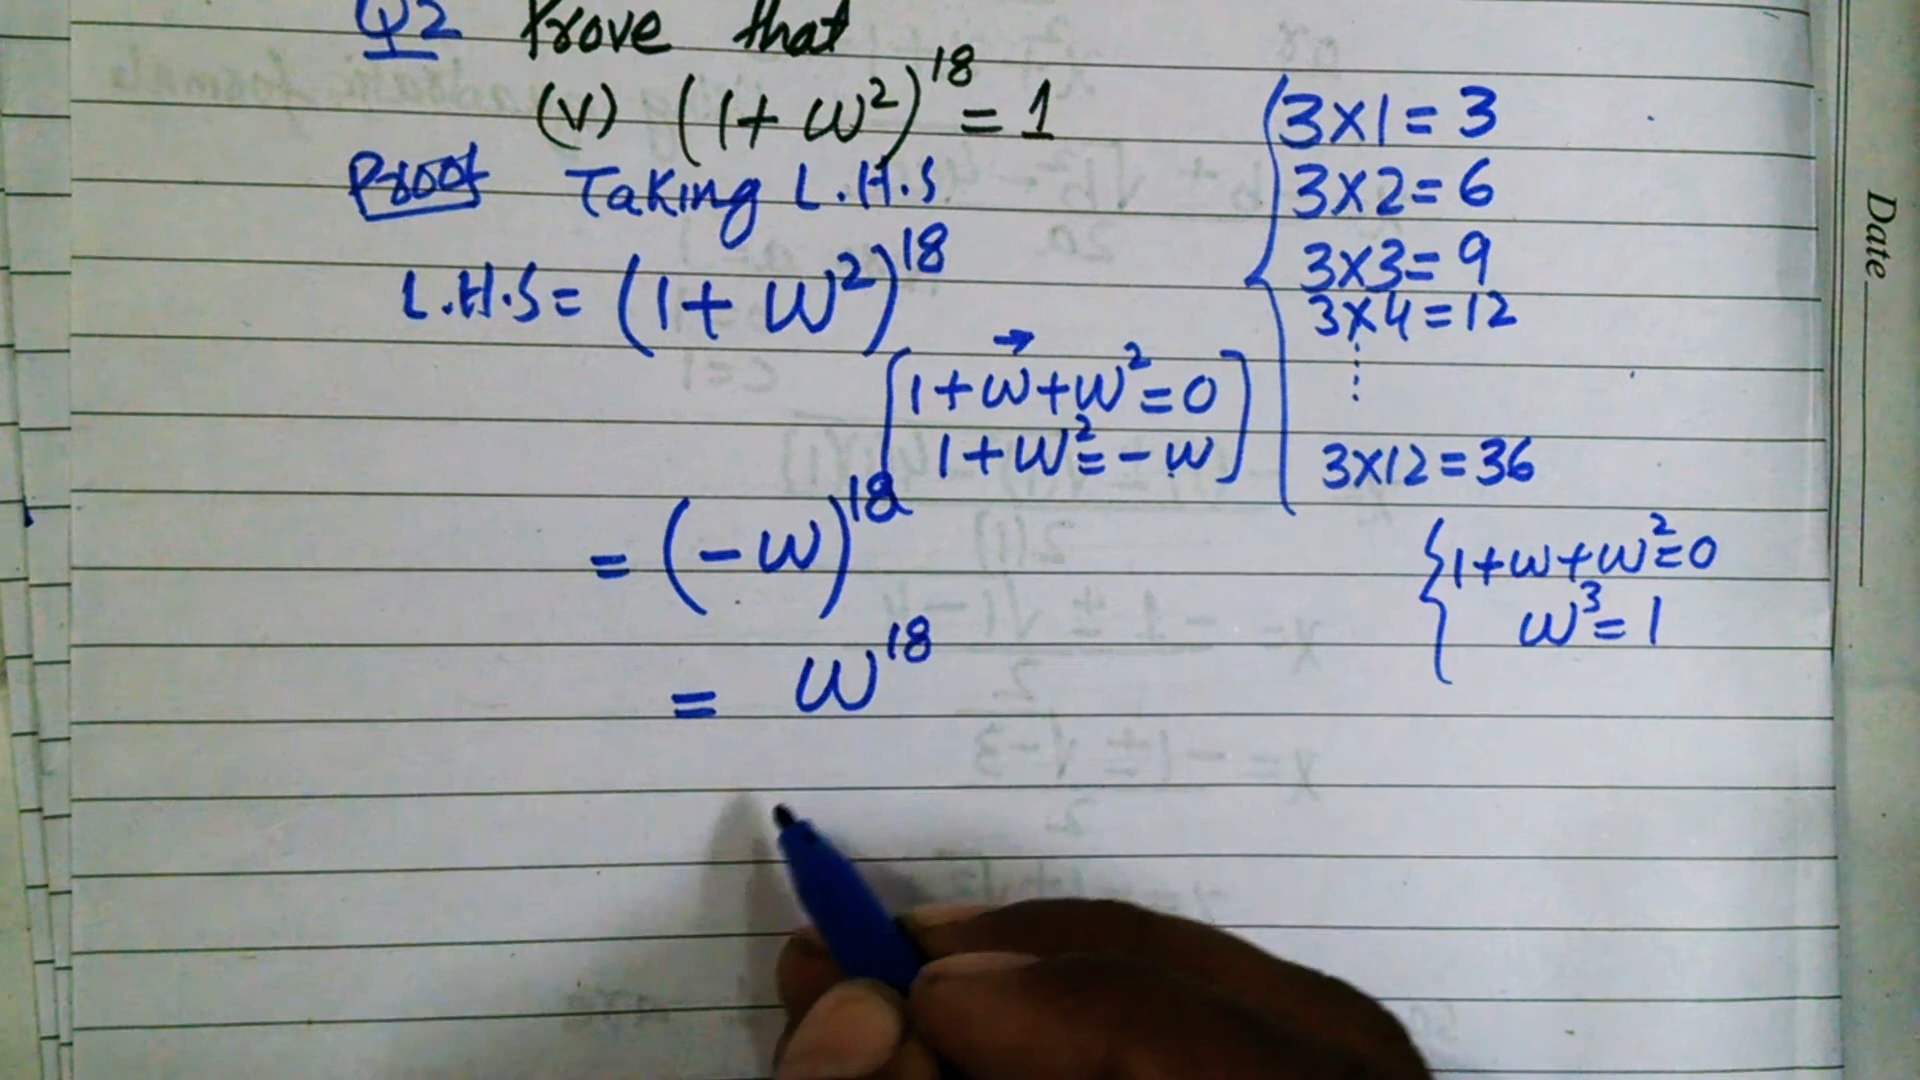 Q2 Prove that
(v) (1 + ω²)¹⁸ = 1
Proof Taking L.H.S
L.H.S = (1 + ω²)¹⁸
→
[1 + ω + ω² = 0
1 + ω² = -ω]
= (-ω)¹⁸
= ω¹⁸
3×1 = 3
3×2 = 6
3×3 = 9
3×4 = 12
⋮
3×12 = 36
{1 + ω + ω² = 0
ω³ = 1
Date